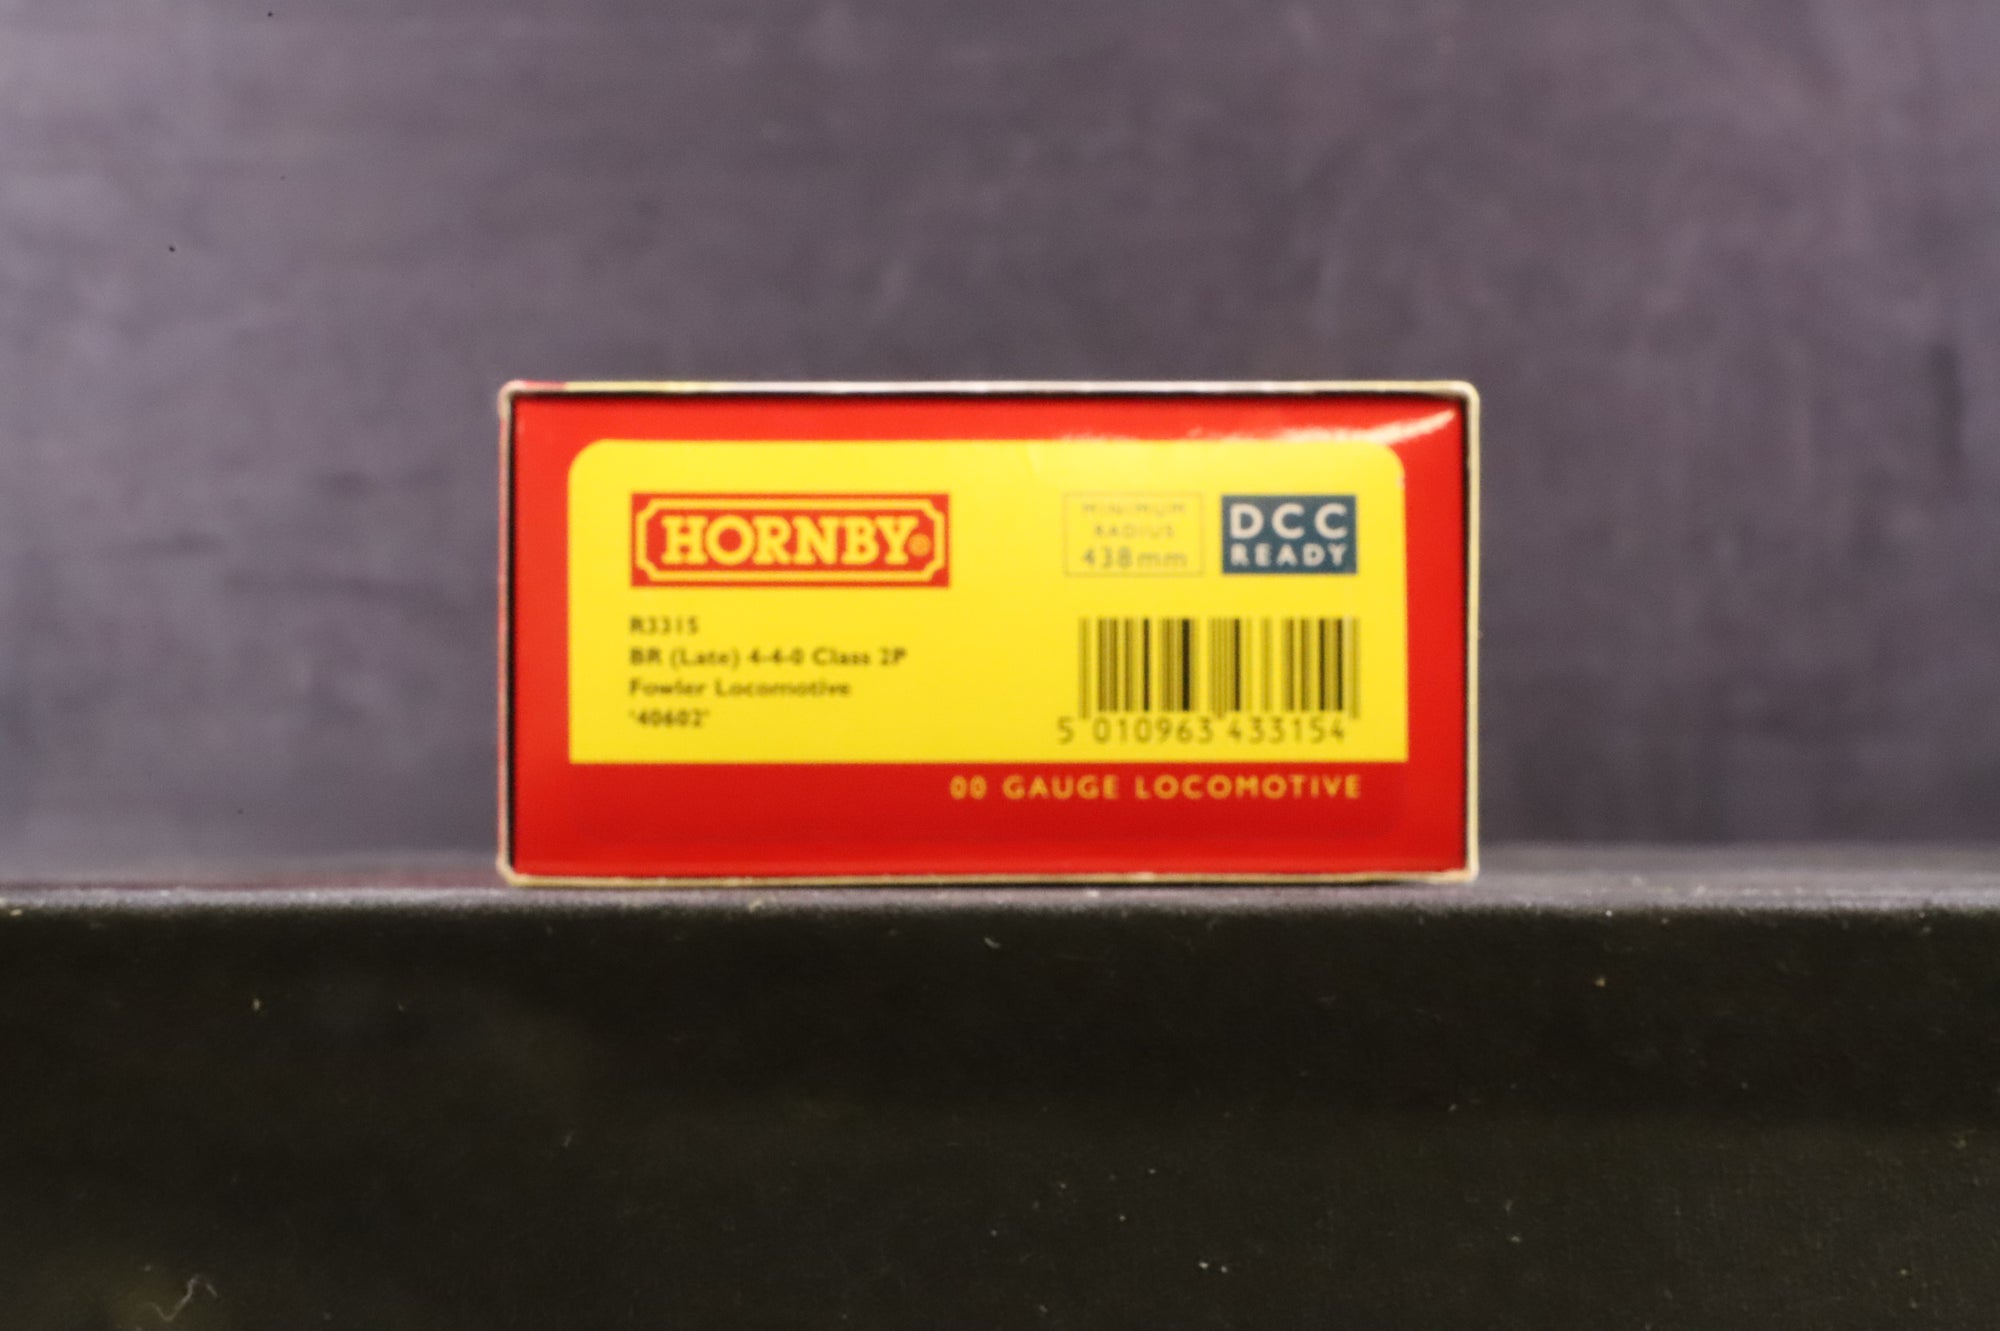 HORNBY®
MINIMUM
RADIUS
438mm
DCC
READY
R3315
BR (Late) 4-4-0 Class 2P
Fowler Locomotive
'40602'
5 010963 433154
00 GAUGE LOCOMOTIVE